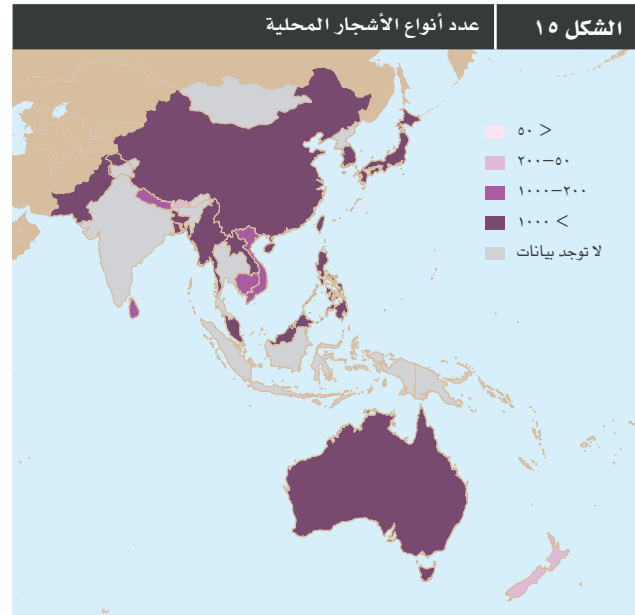 الشكل ١٥
عدد أنواع الأشجار المحلية
< ٥٠
٥٠–٢٠٠
٢٠٠–١٠٠٠
> ١٠٠٠
لا توجد بيانات